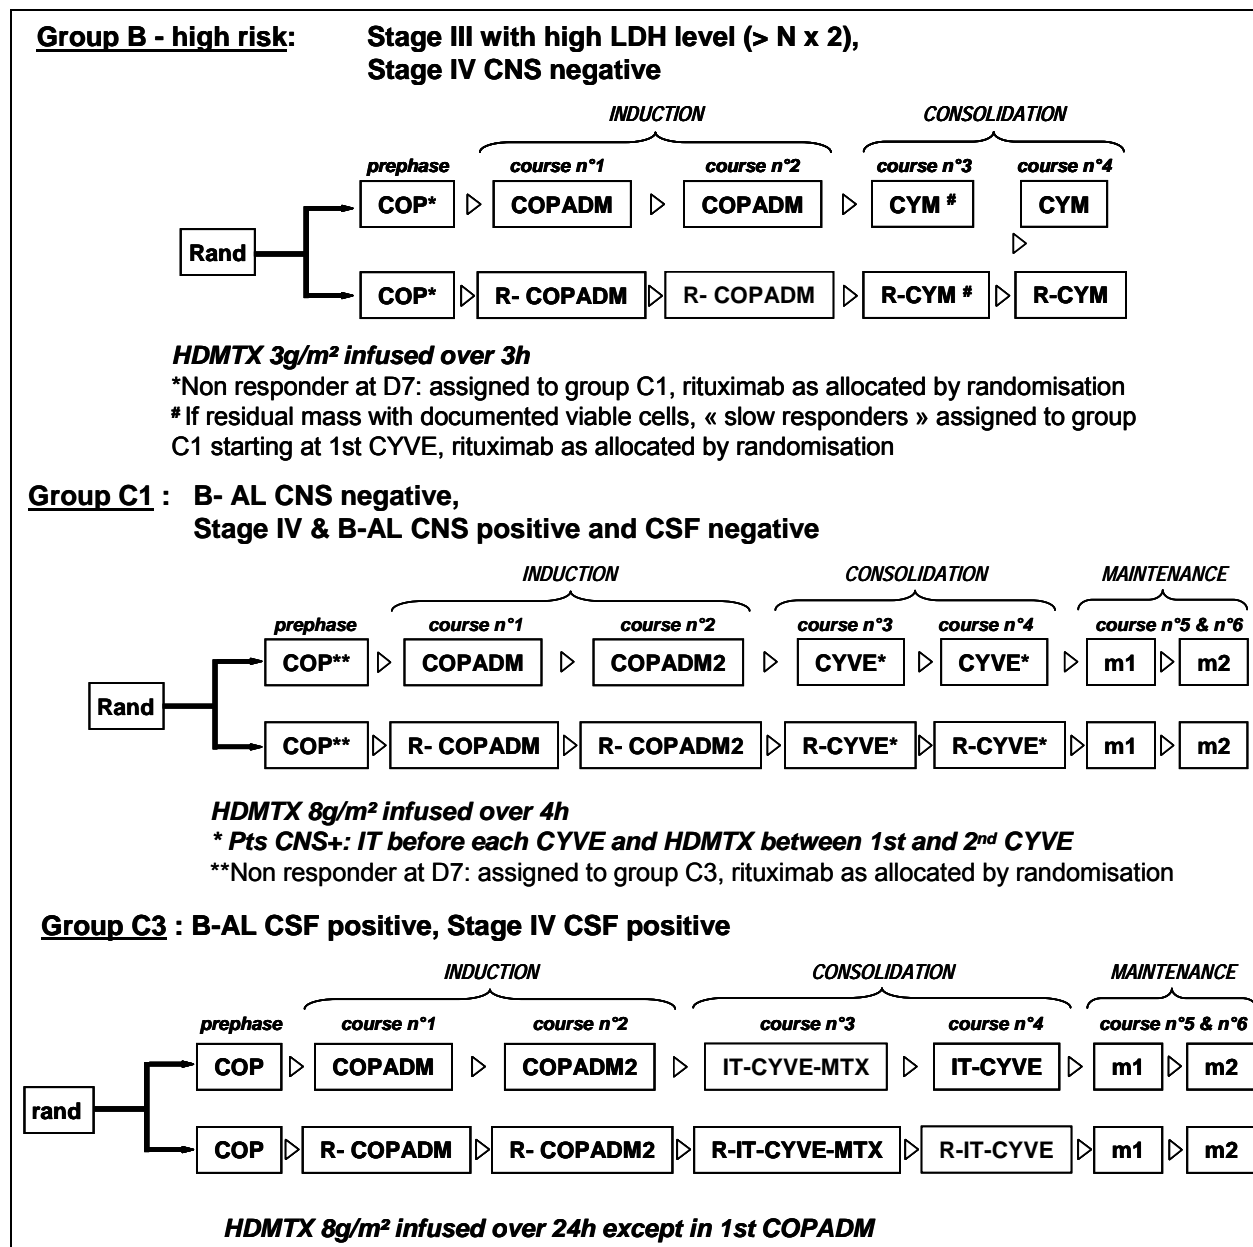 Group B - high risk: Stage III with high LDH level (> N x 2),
Stage IV CNS negative
INDUCTION CONSOLIDATION
prephase course n°1 course n°2 course n°3 course n°4
COP* COPADM COPADM CYM # CYM
Rand
COP* R- COPADM R- COPADM R-CYM # R-CYM
HDMTX 3g/m² infused over 3h
*Non responder at D7: assigned to group C1, rituximab as allocated by randomisation
# If residual mass with documented viable cells, « slow responders » assigned to group
C1 starting at 1st CYVE, rituximab as allocated by randomisation
Group C1 : B- AL CNS negative,
Stage IV & B-AL CNS positive and CSF negative
INDUCTION CONSOLIDATION MAINTENANCE
prephase course n°1 course n°2 course n°3 course n°4 course n°5 & n°6
COP** COPADM COPADM2 CYVE* CYVE* m1 m2
Rand
COP** R- COPADM R- COPADM2 R-CYVE* R-CYVE* m1 m2
HDMTX 8g/m² infused over 4h
* Pts CNS+: IT before each CYVE and HDMTX between 1st and 2nd CYVE
**Non responder at D7: assigned to group C3, rituximab as allocated by randomisation
Group C3 : B-AL CSF positive, Stage IV CSF positive
INDUCTION CONSOLIDATION MAINTENANCE
prephase course n°1 course n°2 course n°3 course n°4 course n°5 & n°6
COP COPADM COPADM2 IT-CYVE-MTX IT-CYVE m1 m2
rand
COP R- COPADM R- COPADM2 R-IT-CYVE-MTX R-IT-CYVE m1 m2
HDMTX 8g/m² infused over 24h except in 1st COPADM